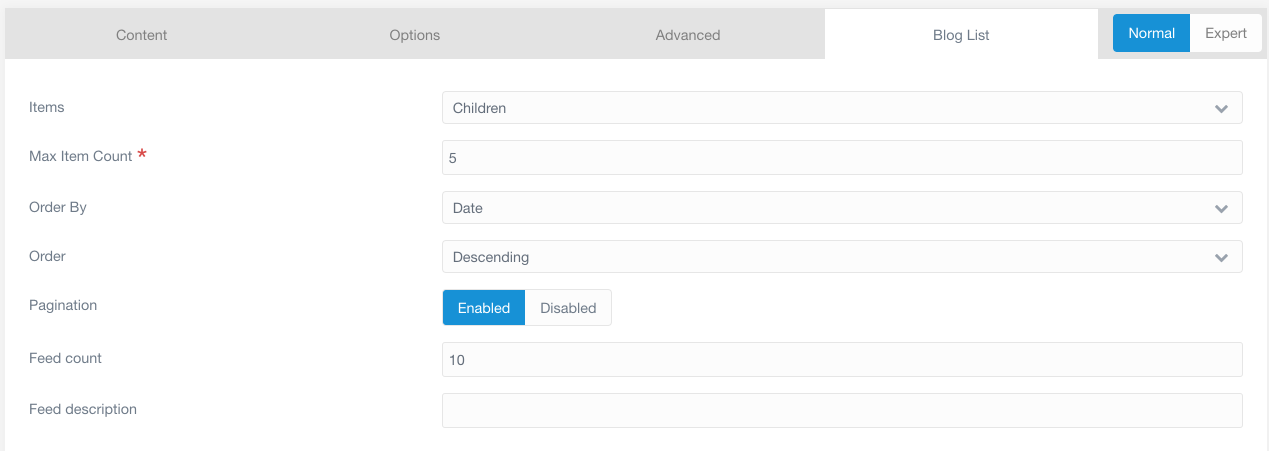 Content Options Advanced Blog List Normal Expert
Items Children
Max Item Count * 5
Order By Date
Order Descending
Pagination Enabled Disabled
Feed count 10
Feed description